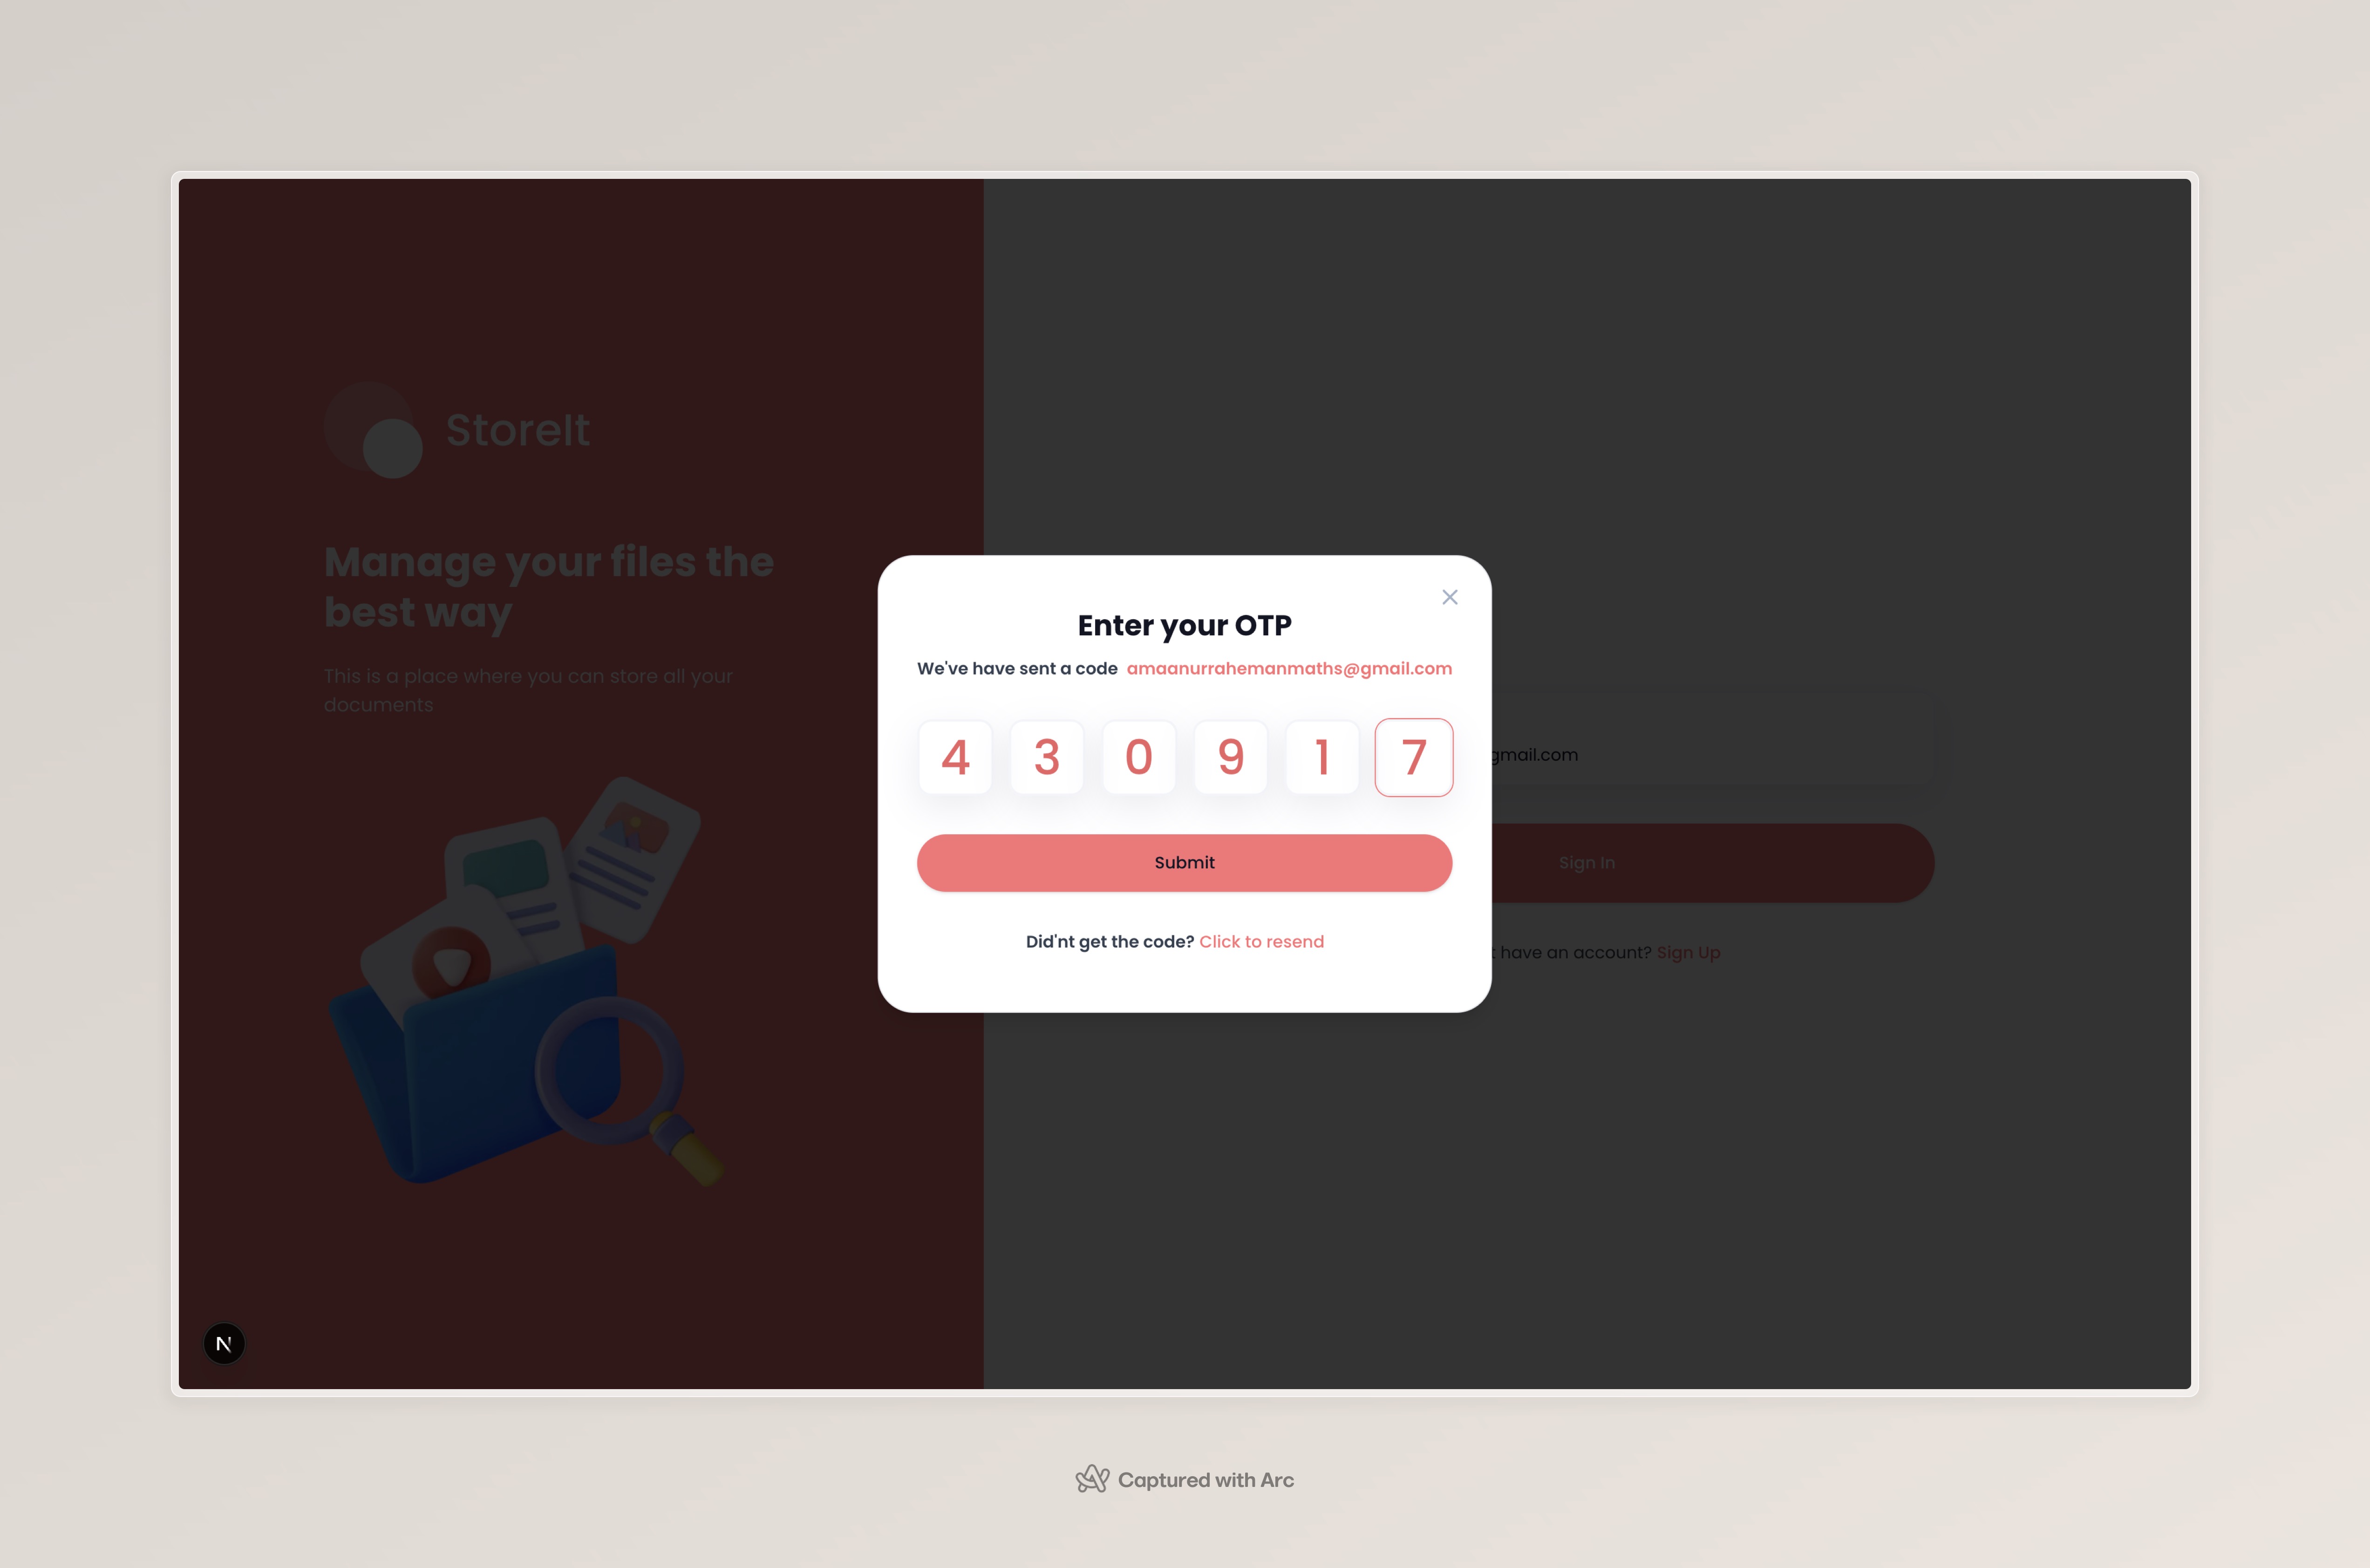 StoreIt
Manage your files the
best way
This is a place where you can store all your
documents
Enter your OTP
We've have sent a code amaanurrahemanmaths@gmail.com
4 3 0 9 1 7
Submit
Did'nt get the code? Click to resend
gmail.com
Sign In
have an account? Sign Up
N
Captured with Arc